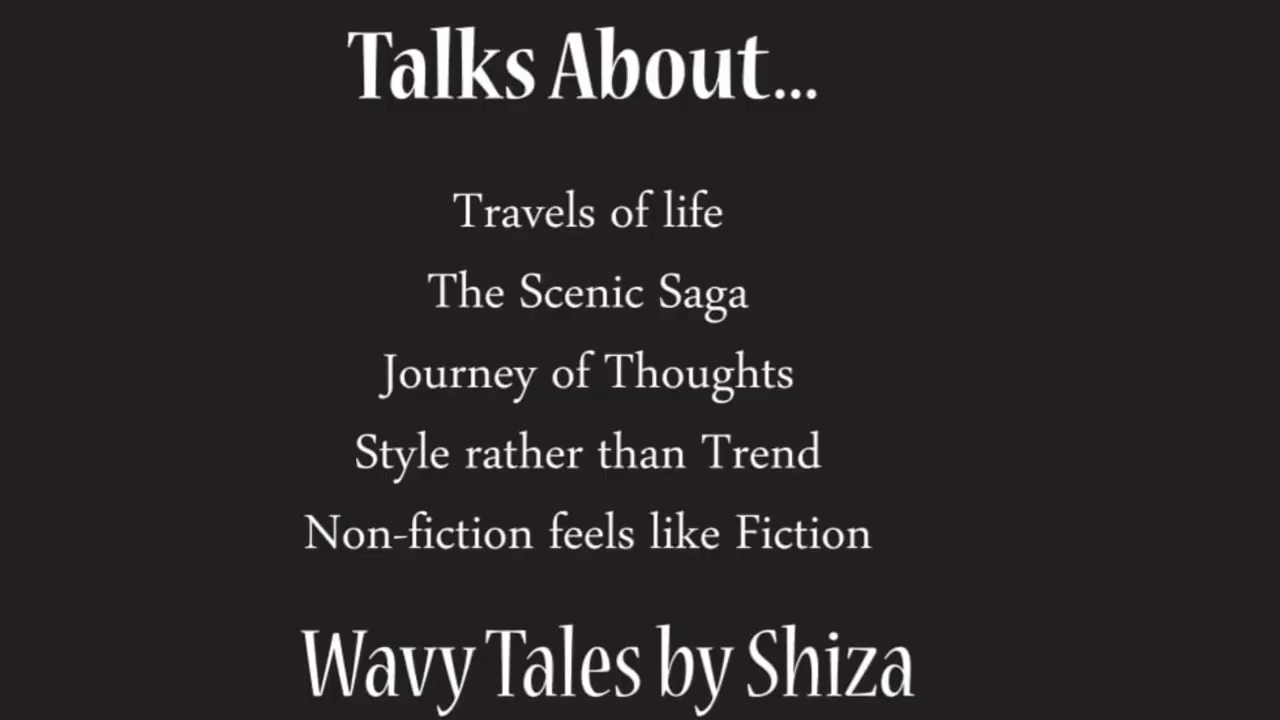 Talks About...
Travels of life
The Scenic Saga
Journey of Thoughts
Style rather than Trend
Non-fiction feels like Fiction
Wavy Tales by Shiza